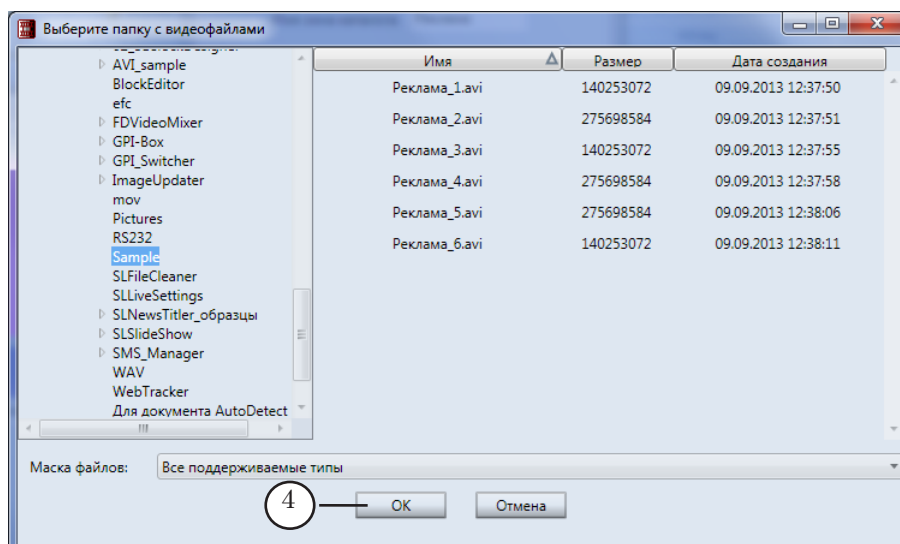 Выберите папку с видеофайлами
AVI_sample
BlockEditor
efc
FDVideoMixer
GPI-Box
GPI_Switcher
ImageUpdater
mov
Pictures
RS232
Sample
SLFileCleaner
SLLiveSettings
SLNewsTitler_образцы
SLSlideShow
SMS_Manager
WAV
WebTracker
Для документа AutoDetect
Имя Размер Дата создания
Реклама_1.avi 140253072 09.09.2013 12:37:50
Реклама_2.avi 275698584 09.09.2013 12:37:51
Реклама_3.avi 140253072 09.09.2013 12:37:55
Реклама_4.avi 275698584 09.09.2013 12:37:58
Реклама_5.avi 275698584 09.09.2013 12:38:06
Реклама_6.avi 140253072 09.09.2013 12:38:11
Маска файлов: Все поддерживаемые типы
4 OK Отмена